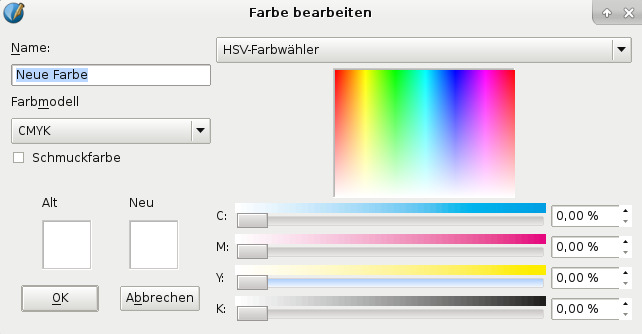 Farbe bearbeiten
Name:
Neue Farbe
Farbmodell
CMYK
Schmuckfarbe
Alt
Neu
OK
Abbrechen
HSV-Farbwähler
C:
0,00 %
M:
0,00 %
Y:
0,00 %
K:
0,00 %